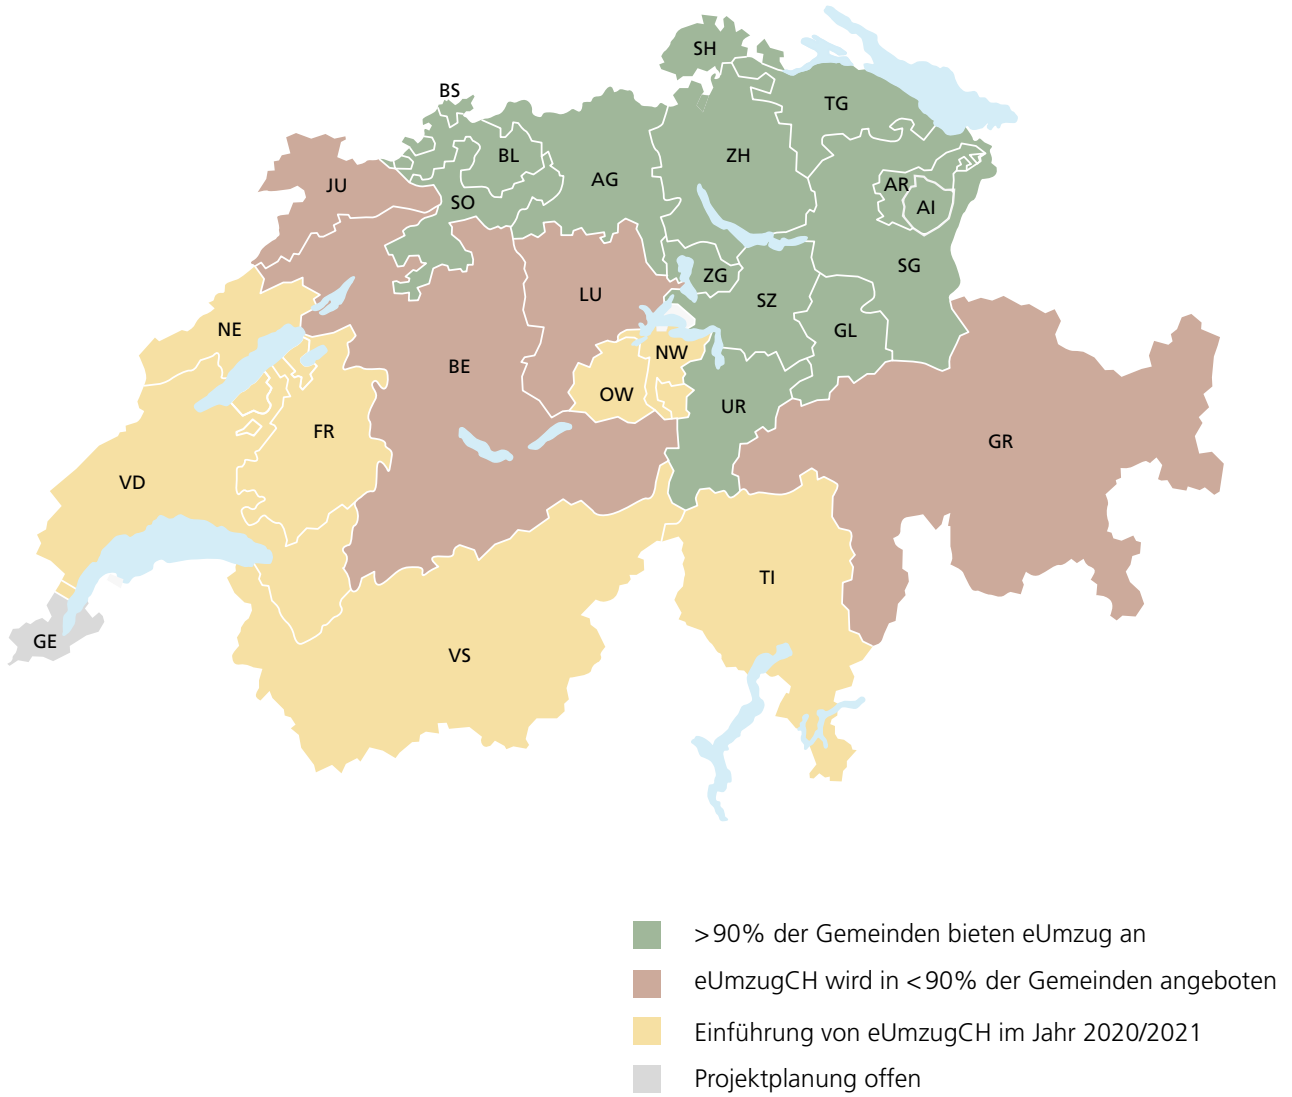 SH
BS
TG
BL
ZH
AG
JU
AR
SO
AI
SG
ZG
LU
SZ
NE
GL
NW
BE
OW
UR
FR
GR
VD
TI
GE
VS
>90% der Gemeinden bieten eUmzug an
eUmzugCH wird in <90% der Gemeinden angeboten
Einführung von eUmzugCH im Jahr 2020/2021
Projektplanung offen